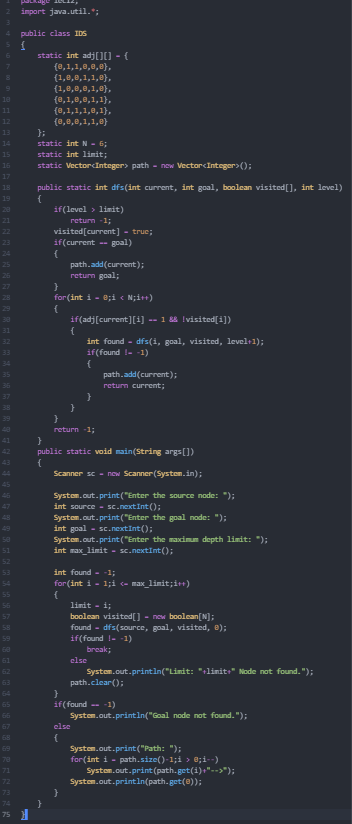 package lec12;
import java.util.*;
public class IDS
{
static int adj[][] = {
{0,1,1,0,0,0},
{1,0,0,1,1,0},
{1,0,0,0,1,0},
{0,1,0,0,1,1},
{0,1,1,1,0,1},
{0,0,0,1,1,0}
};
static int N = 6;
static int limit;
static Vector<Integer> path = new Vector<Integer>();
public static int dfs(int current, int goal, boolean visited[], int level)
{
if(level > limit)
return -1;
visited[current] = true;
if(current == goal)
{
path.add(current);
return goal;
}
for(int i = 0;i < N;i++)
{
if(adj[current][i] == 1 && !visited[i])
{
int found = dfs(i, goal, visited, level+1);
if(found != -1)
{
path.add(current);
return current;
}
}
}
return -1;
}
public static void main(String args[])
{
Scanner sc = new Scanner(System.in);
System.out.print("Enter the source node: ");
int source = sc.nextInt();
System.out.print("Enter the goal node: ");
int goal = sc.nextInt();
System.out.print("Enter the maximum depth limit: ");
int max_limit = sc.nextInt();
int found = -1;
for(int i = 1;i <= max_limit;i++)
{
limit = i;
boolean visited[] = new boolean[N];
found = dfs(source, goal, visited, 0);
if(found != -1)
break;
else
System.out.println("Limit: "+limit+" Node not found.");
path.clear();
}
if(found == -1)
System.out.println("Goal node not found.");
else
{
System.out.print("Path: ");
for(int i = path.size()-1;i > 0;i--)
System.out.print(path.get(i)+"-->");
System.out.println(path.get(0));
}
}
}